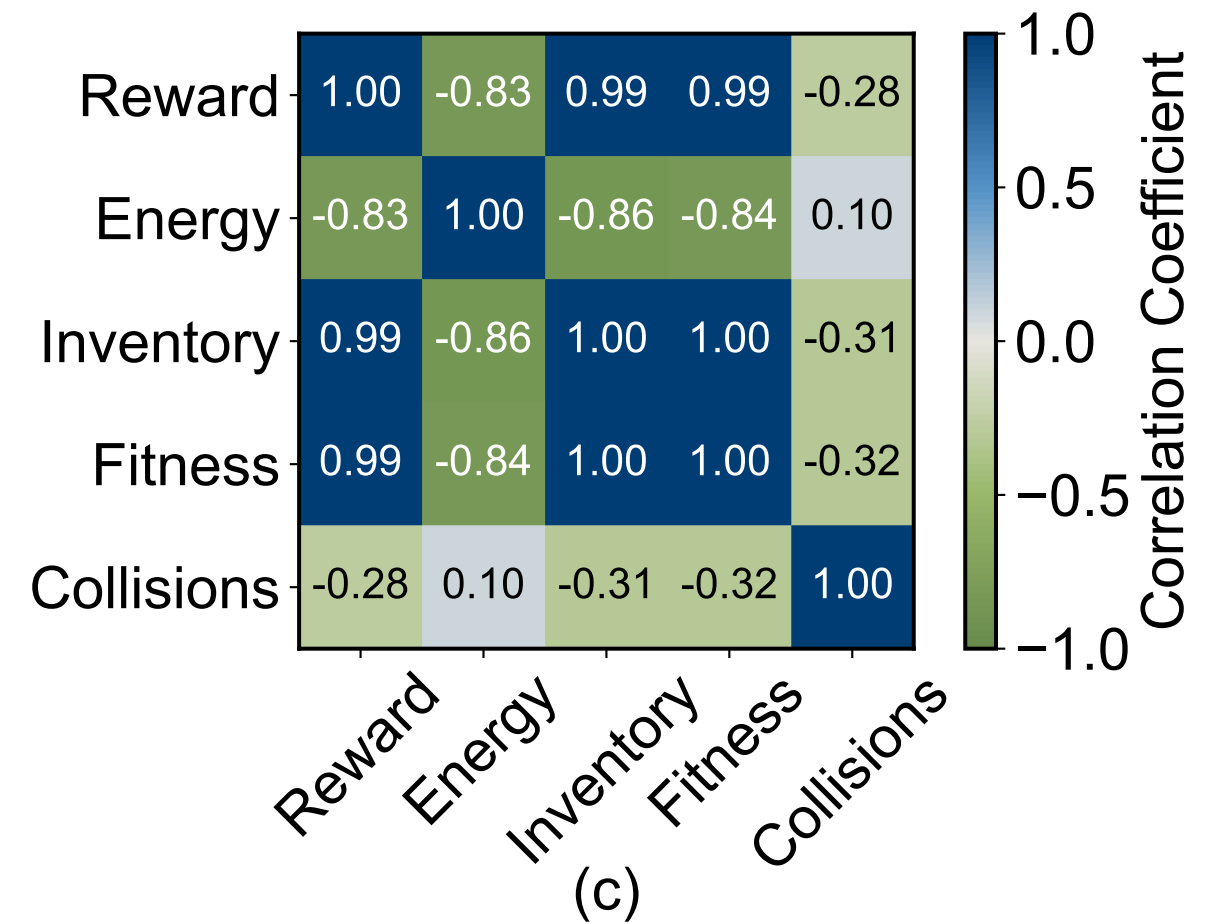 Reward 1.00 -0.83 0.99 0.99 -0.28
Energy -0.83 1.00 -0.86 -0.84 0.10
Inventory 0.99 -0.86 1.00 1.00 -0.31
Fitness 0.99 -0.84 1.00 1.00 -0.32
Collisions -0.28 0.10 -0.31 -0.32 1.00
Reward
Energy
Inventory
Fitness
Collisions
1.0
0.5
0.0
−0.5
−1.0
Correlation Coefficient
(c)